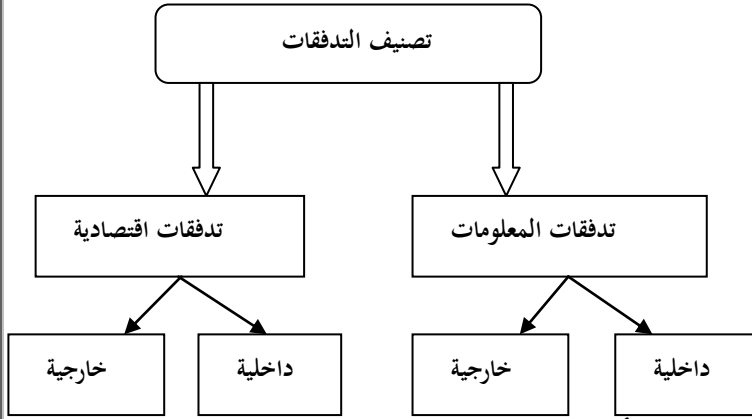 تصنيف التدفقات
تدفقات المعلومات
تدفقات اقتصادية
داخلية
خارجية
داخلية
خارجية